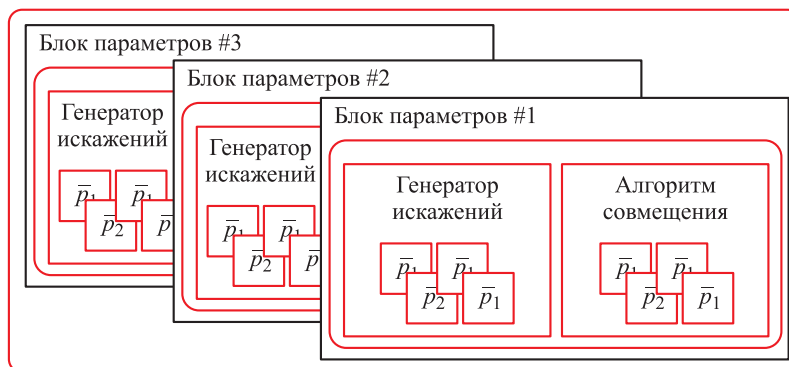 Блок параметров #3
Генератор
искажений
p̅₁ p̅₁
p̅₂ p̅
Блок параметров #2
Генератор
искажений
p̅₁ p̅₁
p̅₂ p̅
Блок параметров #1
Генератор
искажений
p̅₁ p̅₁
p̅₂ p̅₁
Алгоритм
совмещения
p̅₁ p̅₁
p̅₂ p̅₁